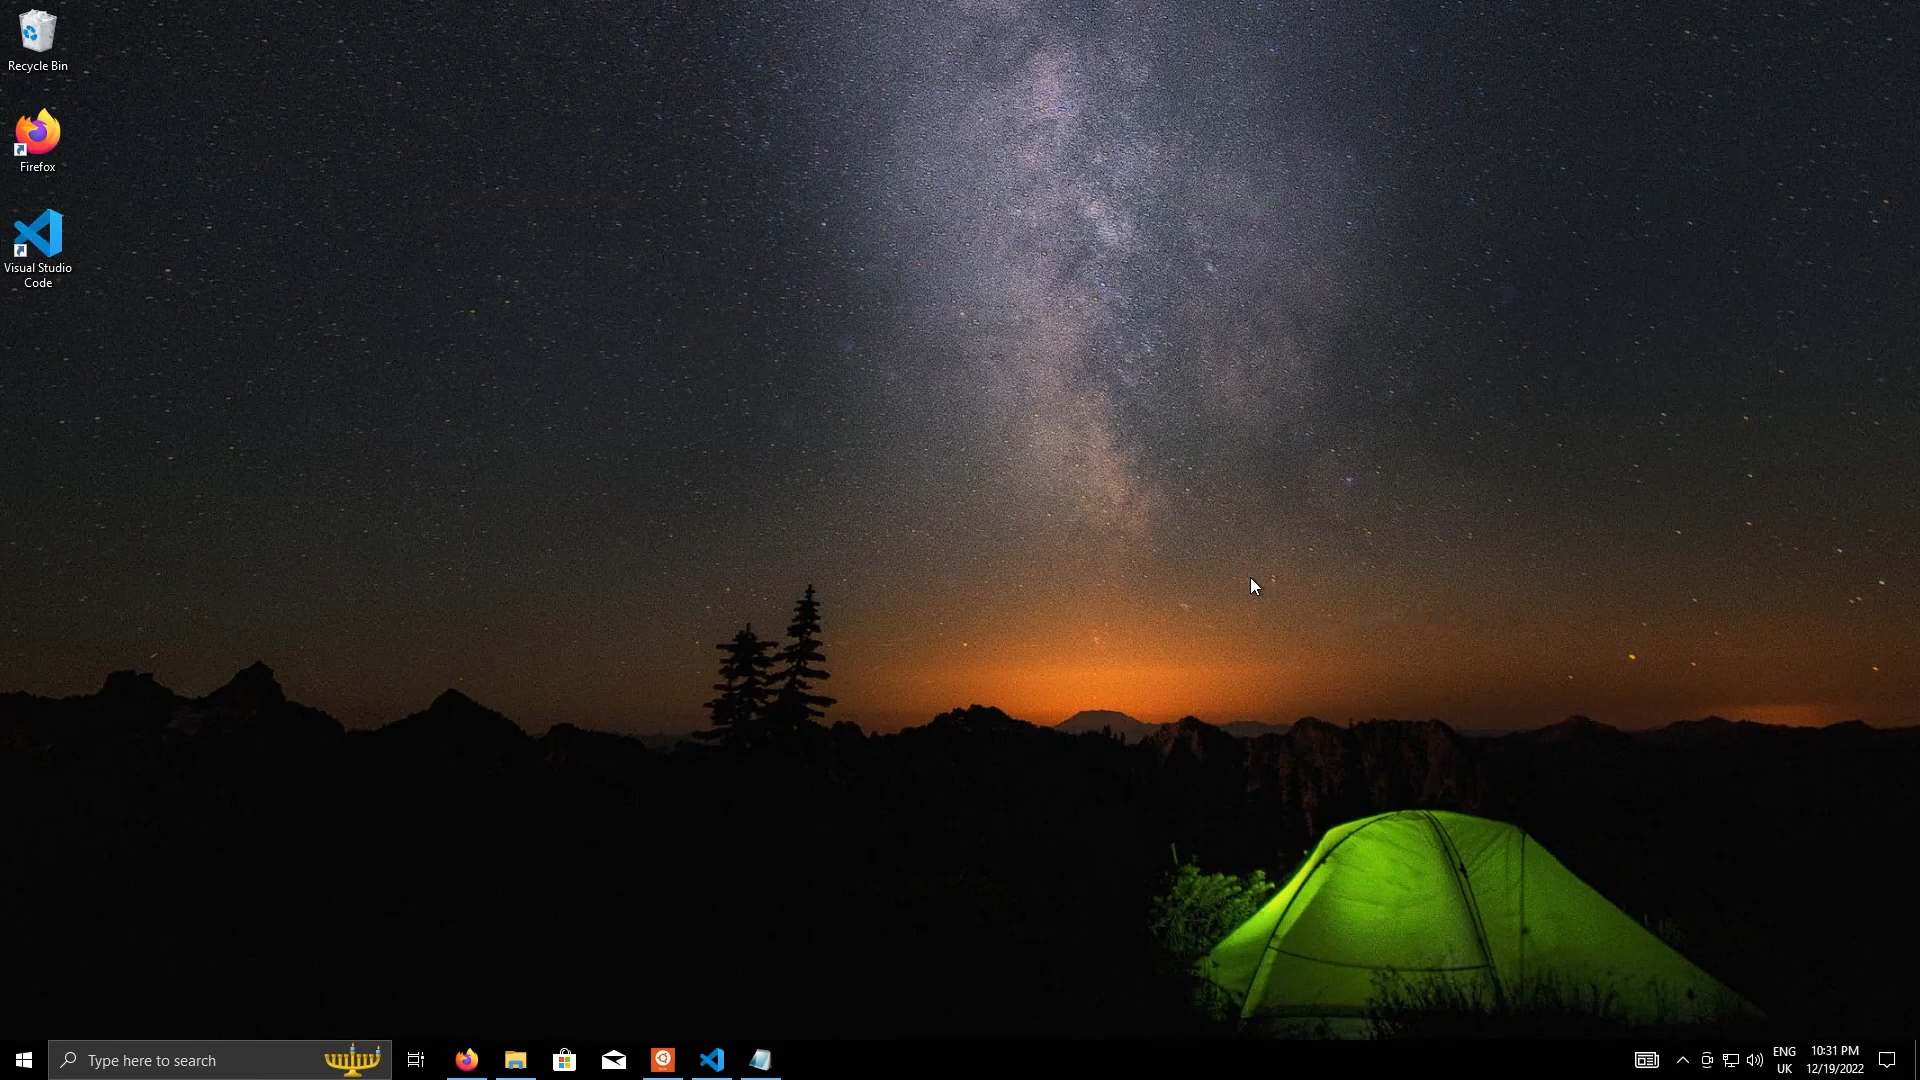 Recycle Bin
Firefox
Visual Studio
Code
Type here to search
ENG
UK
10:31 PM
12/19/2022